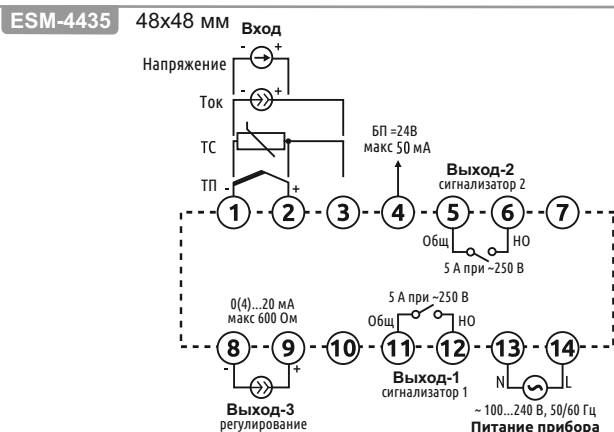 ESM-4435 48x48 мм
Вход
- +
Напряжение
- +
Ток
ТС
ТП - +
БП =24В
макс 50 мА
Выход-2
сигнализатор 2
1 2 3 4 5 6 7
Общ НО
5 А при ~250 В
0(4)...20 мА
макс 600 Ом
5 А при ~250 В
Общ НО
8 9 10 11 12 13 14
- +
Выход-3
регулирование
Выход-1
сигнализатор 1
N L
~ 100...240 В, 50/60 Гц
Питание прибора